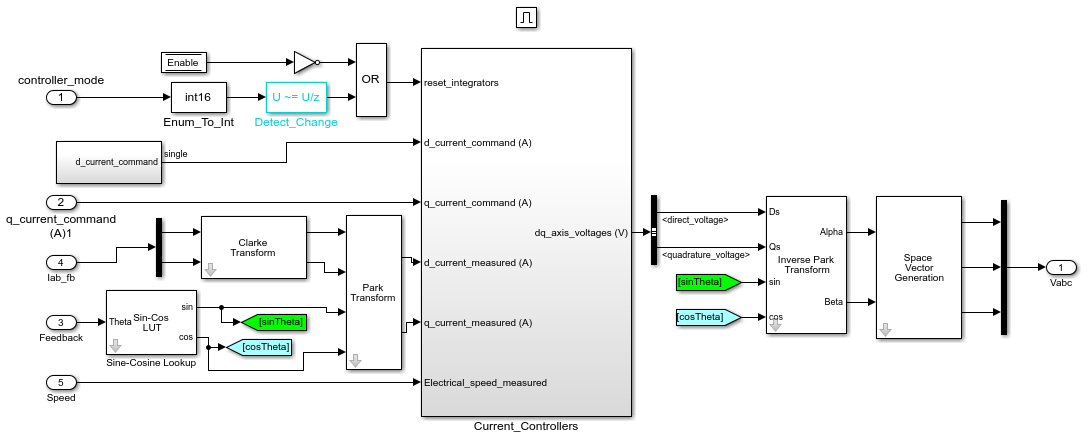 controller_mode
1
Enable
int16
Enum_To_Int
U ~= U/z
Detect_Change
OR
reset_integrators
d_current_command
single
d_current_command (A)
2
q_current_command
(A)1
q_current_command (A)
4
Iab_fb
Clarke
Transform
3
Feedback
Theta
Sin-Cos
LUT
sin
cos
Sine-Cosine Lookup
[sinTheta]
[cosTheta]
Park
Transform
d_current_measured (A)
q_current_measured (A)
5
Speed
Electrical_speed_measured
dq_axis_voltages (V)
Current_Controllers
<direct_voltage>
<quadrature_voltage>
[sinTheta]
[cosTheta]
Ds
Qs
sin
cos
Inverse Park
Transform
Alpha
Beta
Space
Vector
Generation
1
Vabc